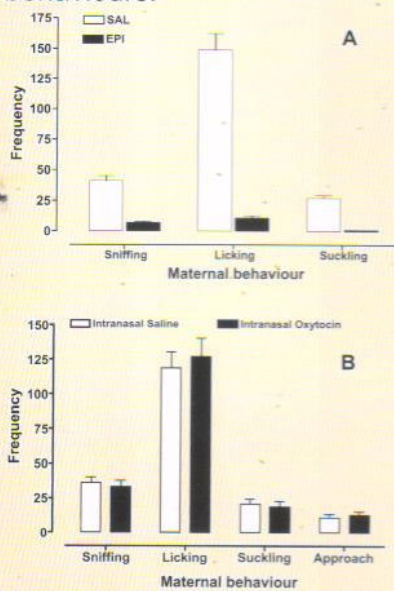 175
SAL
EPI
A
150
125
100
75
50
25
0
Frequency
Sniffing
Licking
Suckling
Maternal behaviour
150
Intranasal Saline
Intranasal Oxytocin
B
125
100
75
50
25
0
Frequency
Sniffing
Licking
Suckling
Approach
Maternal behaviour